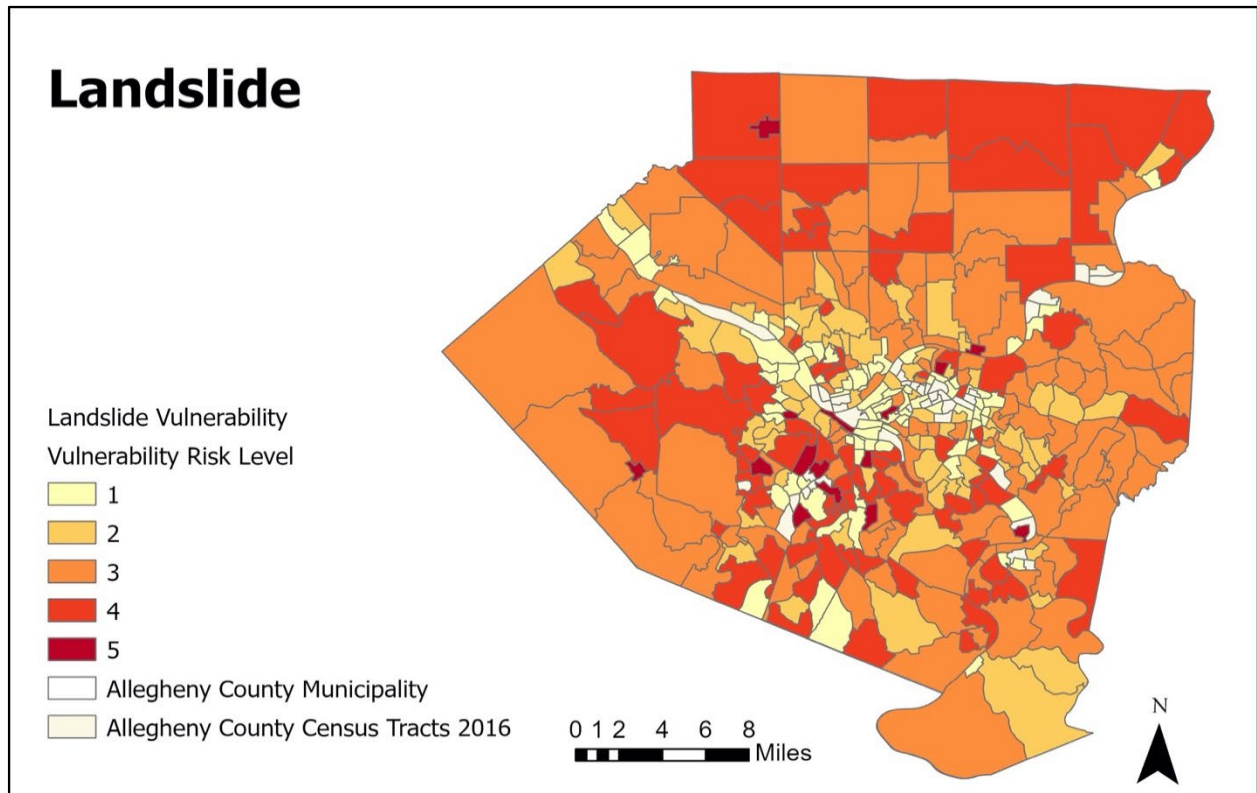 Landslide
Landslide Vulnerability
Vulnerability Risk Level
1
2
3
4
5
Allegheny County Municipality
Allegheny County Census Tracts 2016
0 1 2 4 6 8
Miles
N